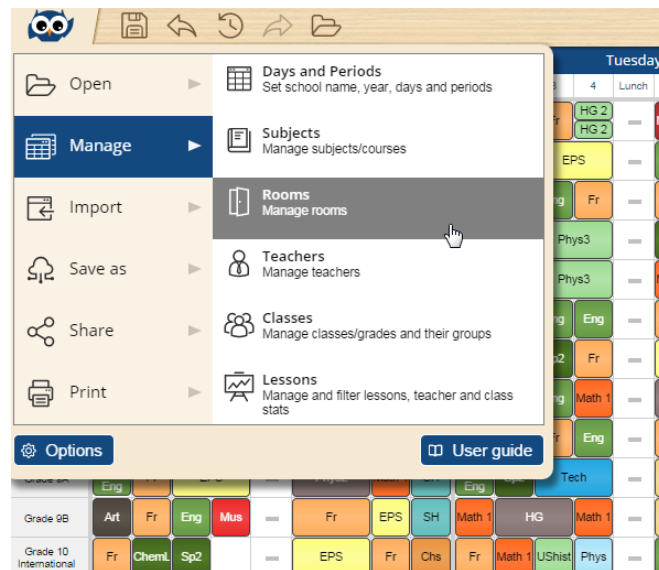 Open
Manage
Import
Save as
Share
Print
Days and Periods
Set school name, year, days and periods
Subjects
Manage subjects/courses
Rooms
Manage rooms
Teachers
Manage teachers
Classes
Manage classes/grades and their groups
Lessons
Manage and filter lessons, teacher and class
stats
Options
User guide
Tuesday
4 Lunch
HG 2
HG 2
EPS
Fr
Phys3
Phys3
Eng
Fr
Math 1
Eng
Eng Tech
Grade 9B Art Fr Eng Mus Fr EPS SH Math 1 HG Math 1
Grade 10
International
Fr ChemL Sp2 EPS Fr Chs Fr Math 1 UShist Phys